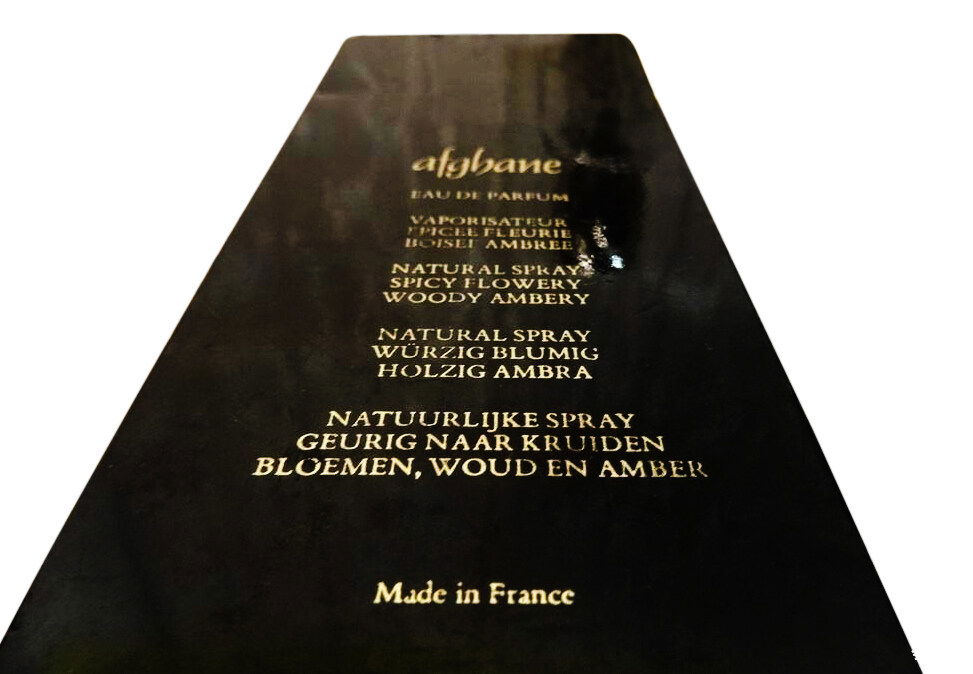 afghane
EAU DE PARFUM
VAPORISATEUR
EPICEE FLEURIE
BOISEE AMBREE
NATURAL SPRAY
SPICY FLOWERY
WOODY AMBERY
NATURAL SPRAY
WÜRZIG BLUMIG
HOLZIG AMBRA
NATUURLIJKE SPRAY
GEURIG NAAR KRUIDEN
BLOEMEN, WOUD EN AMBER
Made in France